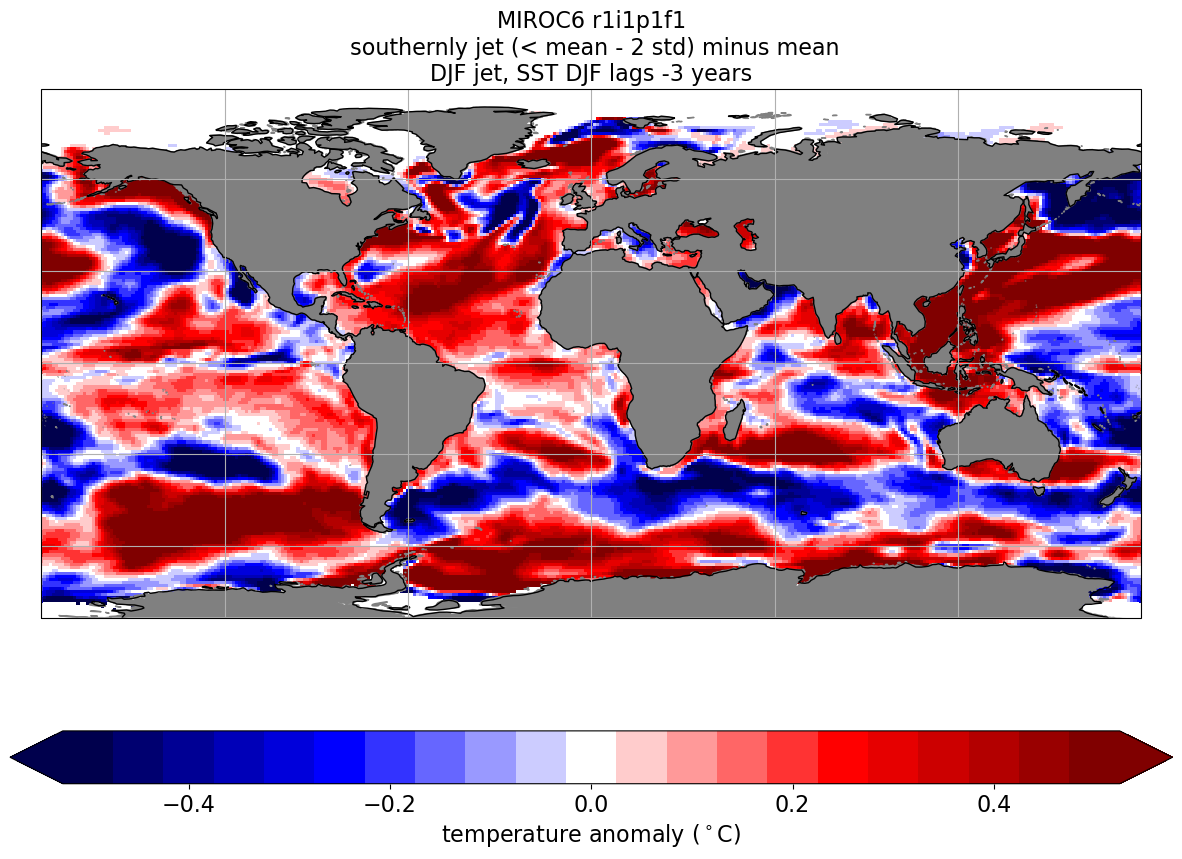 MIROC6 r1i1p1f1
southernly jet (< mean - 2 std) minus mean
DJF jet, SST DJF lags -3 years
−0.4 −0.2 0.0 0.2 0.4
temperature anomaly (°C)